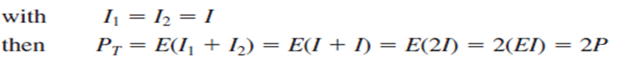 with I₁ = I₂ = I
then P_T = E(I₁ + I₂) = E(I + I) = E(2I) = 2(EI) = 2P